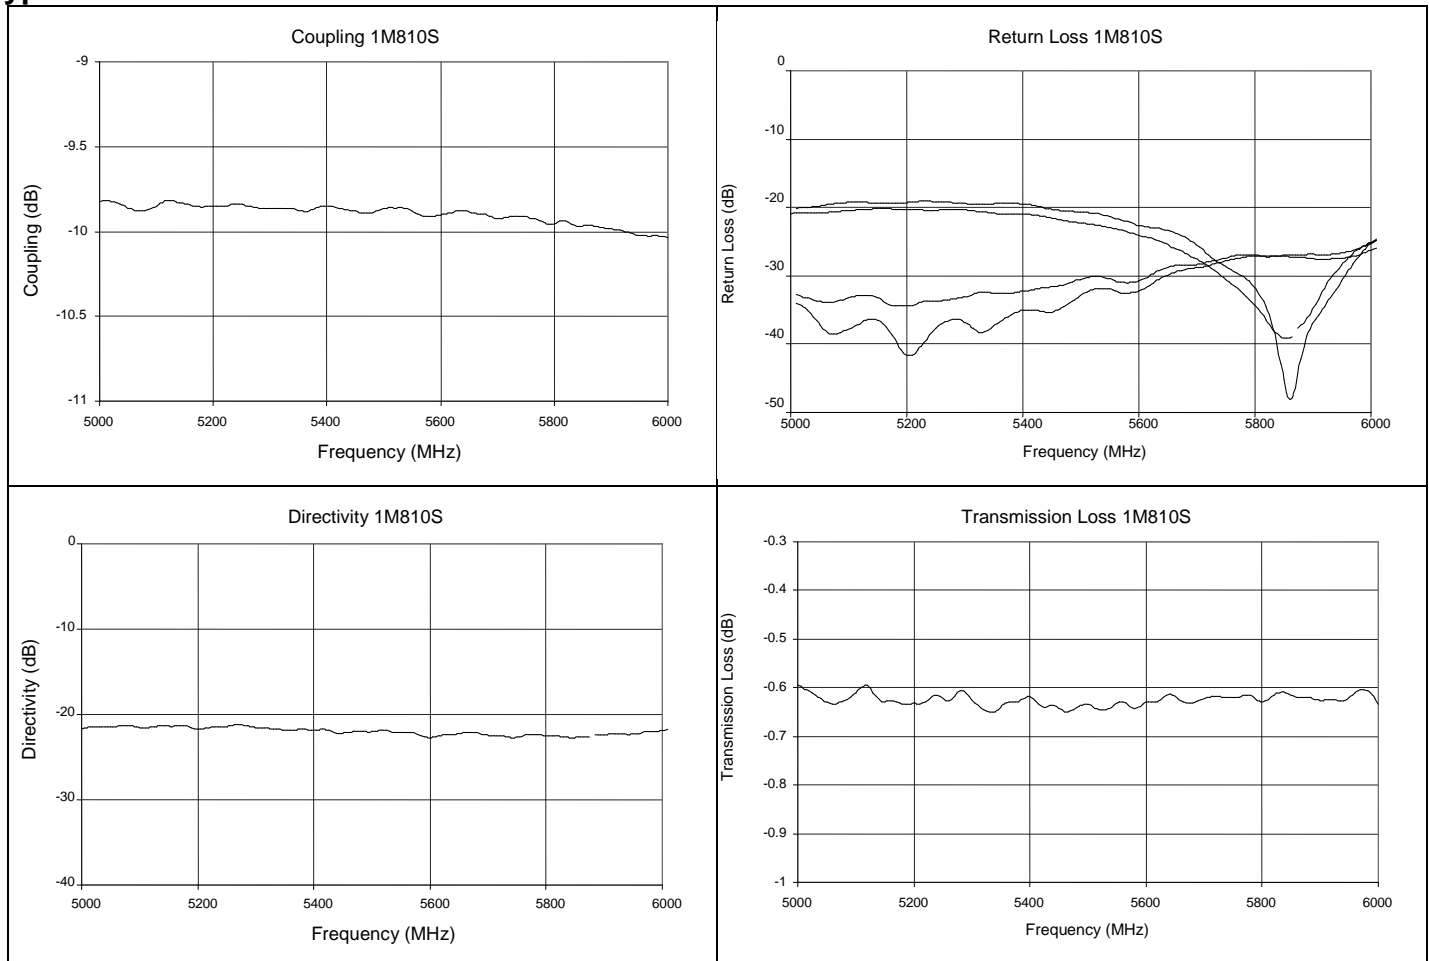 Coupling 1M810S
-9
-9.5
-10
-10.5
-11
Coupling (dB)
5000 5200 5400 5600 5800 6000
Frequency (MHz)
Return Loss 1M810S
0
-10
-20
-30
-40
-50
Return Loss (dB)
5000 5200 5400 5600 5800 6000
Frequency (MHz)
Directivity 1M810S
0
-10
-20
-30
-40
Directivity (dB)
5000 5200 5400 5600 5800 6000
Frequency (MHz)
Transmission Loss 1M810S
-0.3
-0.4
-0.5
-0.6
-0.7
-0.8
-0.9
-1
Transmission Loss (dB)
5000 5200 5400 5600 5800 6000
Frequency (MHz)